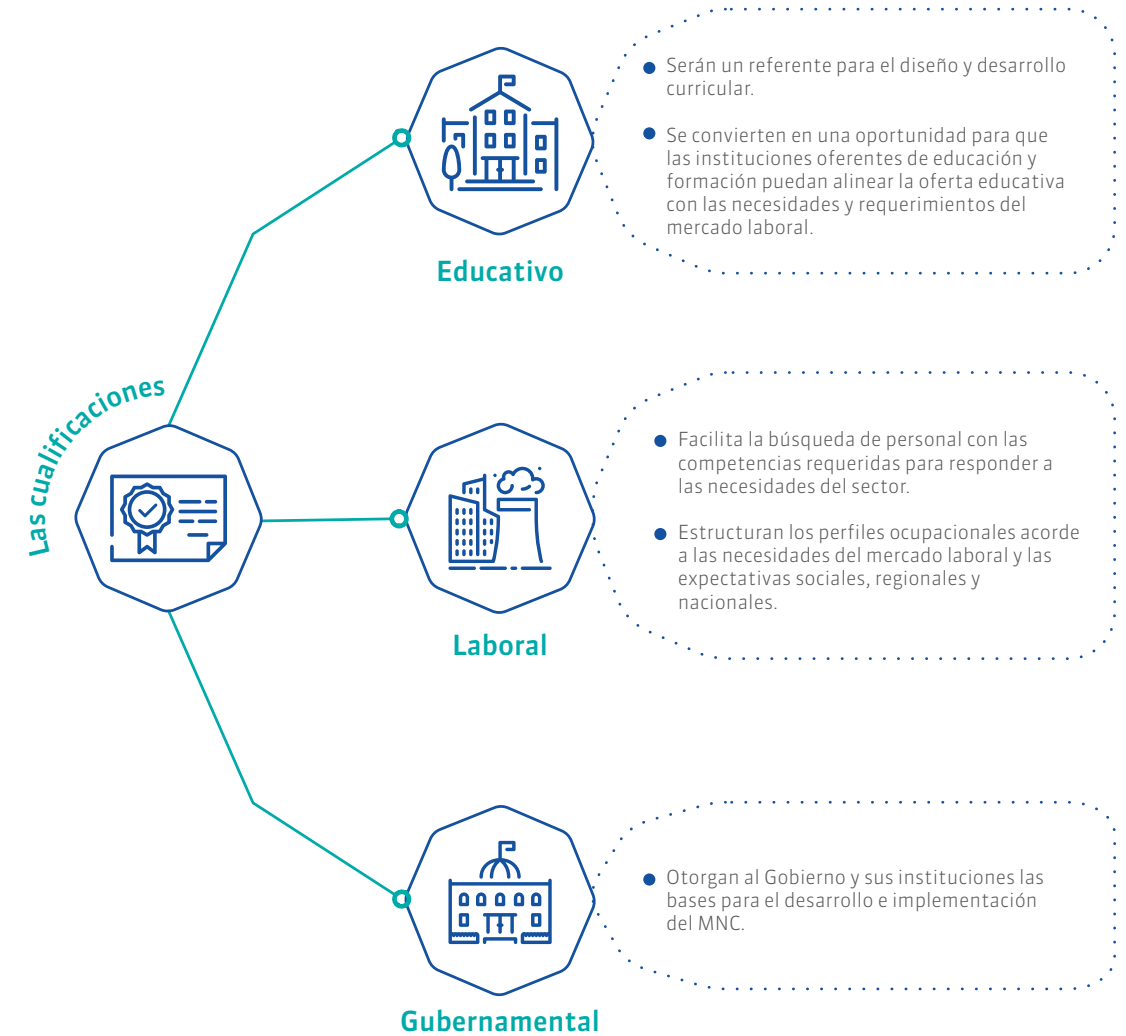 Las cualificaciones
Serán un referente para el diseño y desarrollo
curricular.
Se convierten en una oportunidad para que
las instituciones oferentes de educación y
formación puedan alinear la oferta educativa
con las necesidades y requerimientos del
mercado laboral.
Educativo
Facilita la búsqueda de personal con las
competencias requeridas para responder a
las necesidades del sector.
Estructuran los perfiles ocupacionales acorde
a las necesidades del mercado laboral y las
expectativas sociales, regionales y
nacionales.
Laboral
Otorgan al Gobierno y sus instituciones las
bases para el desarrollo e implementación
del MNC.
Gubernamental